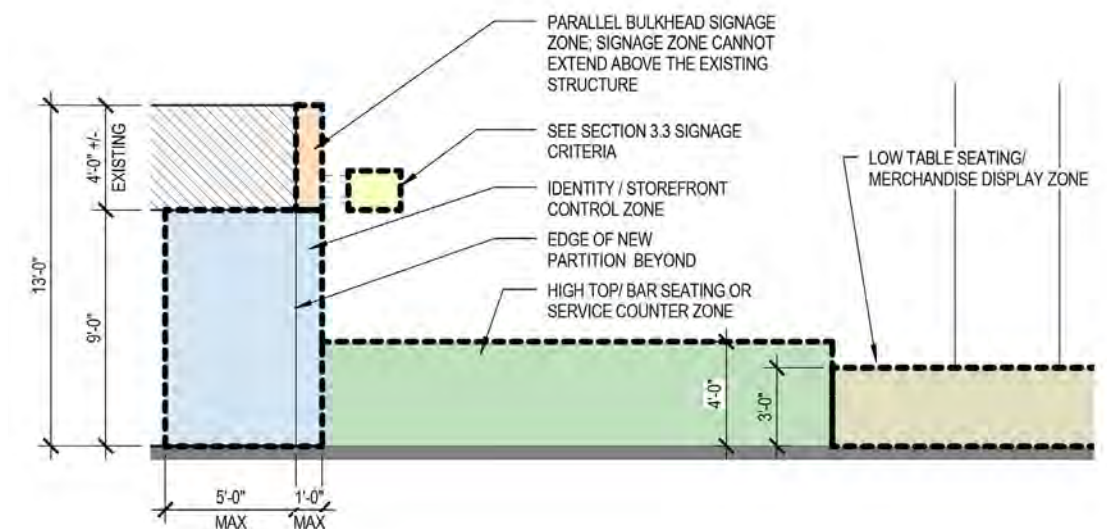 PARALLEL BULKHEAD SIGNAGE
ZONE; SIGNAGE ZONE CANNOT
EXTEND ABOVE THE EXISTING
STRUCTURE
SEE SECTION 3.3 SIGNAGE
CRITERIA
IDENTITY / STOREFRONT
CONTROL ZONE
EDGE OF NEW
PARTITION BEYOND
HIGH TOP/ BAR SEATING OR
SERVICE COUNTER ZONE
LOW TABLE SEATING/
MERCHANDISE DISPLAY ZONE
13'-0"
4'-0" +/-
EXISTING
9'-0"
4'-0"
3'-0"
5'-0"
MAX
1'-0"
MAX